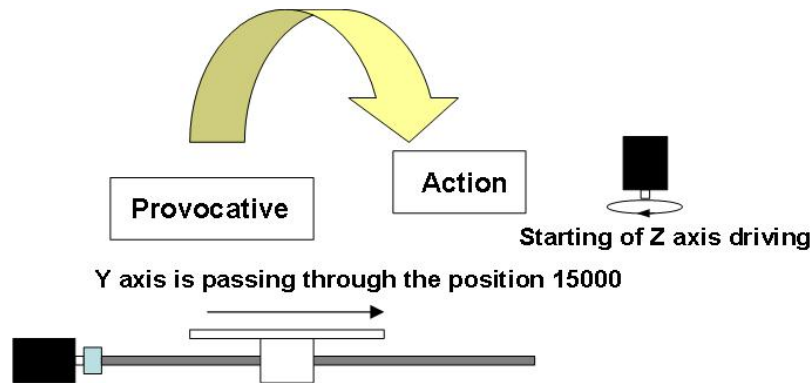 Provocative
Action
Starting of Z axis driving
Y axis is passing through the position 15000